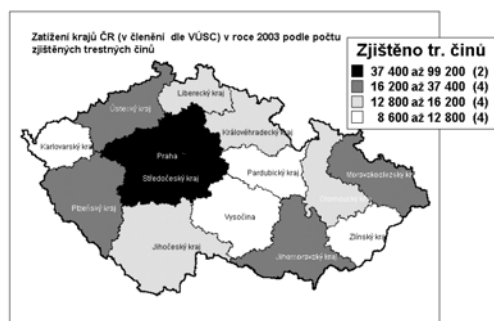 Zatížení krajů ČR (v členění dle VÚSC) v roce 2003 podle počtu
zjištěných trestných činů
Zjištěno tr. činů
37 400 až 99 200 (2)
16 200 až 37 400 (4)
12 800 až 16 200 (4)
8 600 až 12 800 (4)
Liberecký kraj
Ústecký kraj
Královéhradecký kraj
Karlovarský kraj
Praha
Pardubický kraj
Moravskoslezský kraj
Středočeský kraj
Olomoucký kraj
Plzeňský kraj
Vysočina
Zlínský kraj
Jihočeský kraj
Jihomoravský kraj